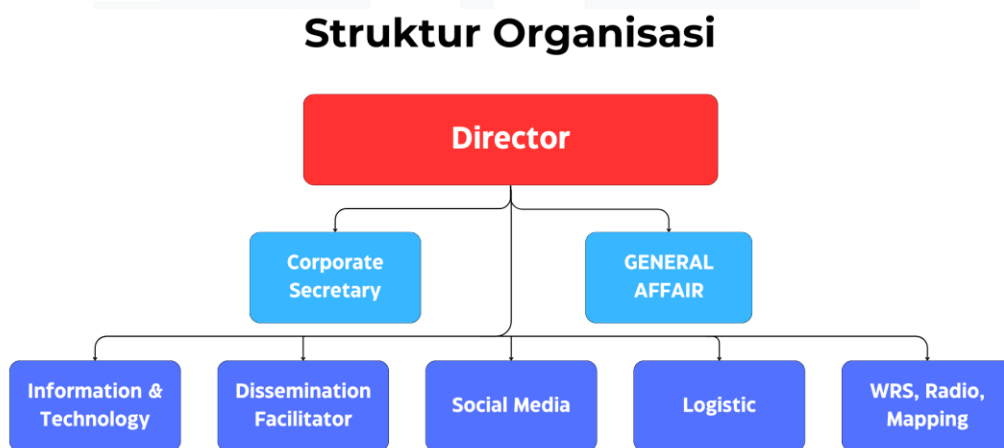 Struktur Organisasi
Director
Corporate
Secretary
GENERAL
AFFAIR
Information &
Technology
Dissemination
Facilitator
Social Media
Logistic
WRS, Radio,
Mapping